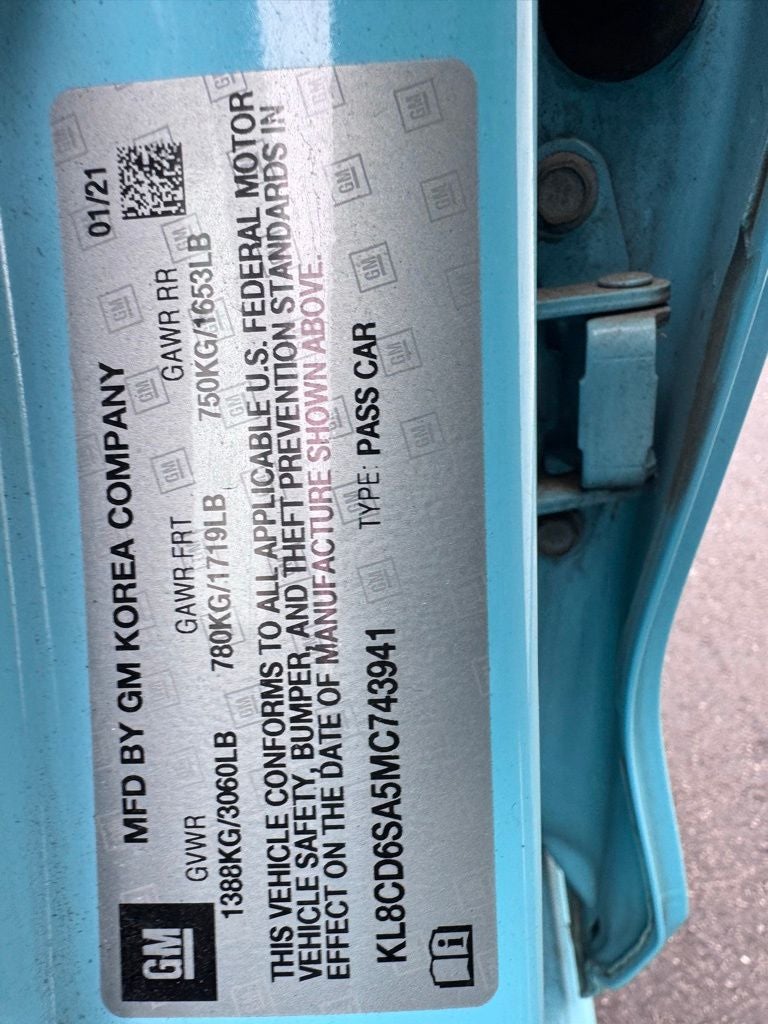 GM
MFD BY GM KOREA COMPANY 01/21
GVWR GAWR FRT GAWR RR
1388KG/3060LB 780KG/1719LB 750KG/1653LB
THIS VEHICLE CONFORMS TO ALL APPLICABLE U.S. FEDERAL MOTOR
VEHICLE SAFETY, BUMPER, AND THEFT PREVENTION STANDARDS IN
EFFECT ON THE DATE OF MANUFACTURE SHOWN ABOVE.
KL8CD6SA5MC743941 TYPE: PASS CAR